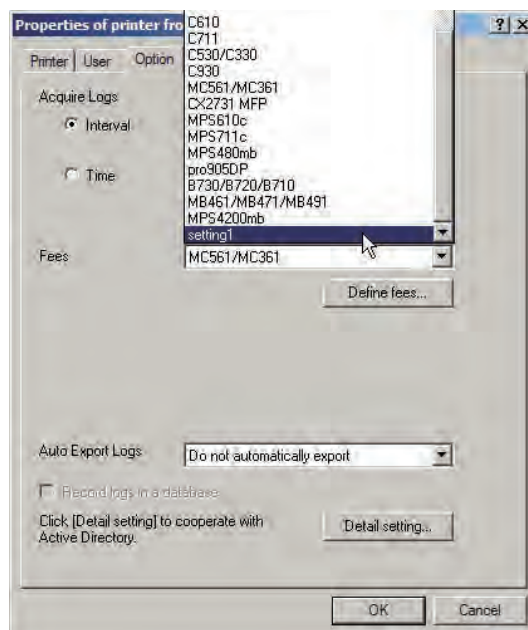 Properties of printer fro
Printer User Option
C610
C711
C530/C330
C930
MC561/MC361
CX2731 MFP
MPS610c
MPS711c
MPS480mb
pro905DP
B730/B720/B710
MB461/MB471/MB491
MPS4200mb
setting1
Acquire Logs
Interval
Time
Fees MC561/MC361
Define fees...
Auto Export Logs Do not automatically export
Record logs in a database
Click [Detail setting] to cooperate with
Active Directory.
Detail setting...
OK Cancel